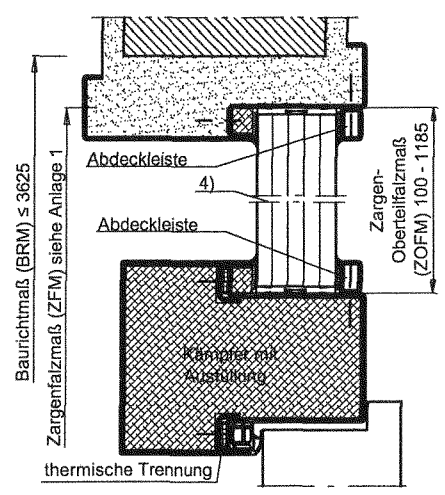 Baurichtmaß (BRM) ≤ 3625
Zargenfalzmaß (ZFM) siehe Anlage 1
Abdeckleiste
4)
Abdeckleiste
Zargen-
Oberteilfalzmaß
(ZOFM) 100 - 1185
Kämpfer mit
Ausfüllring
thermische Trennung